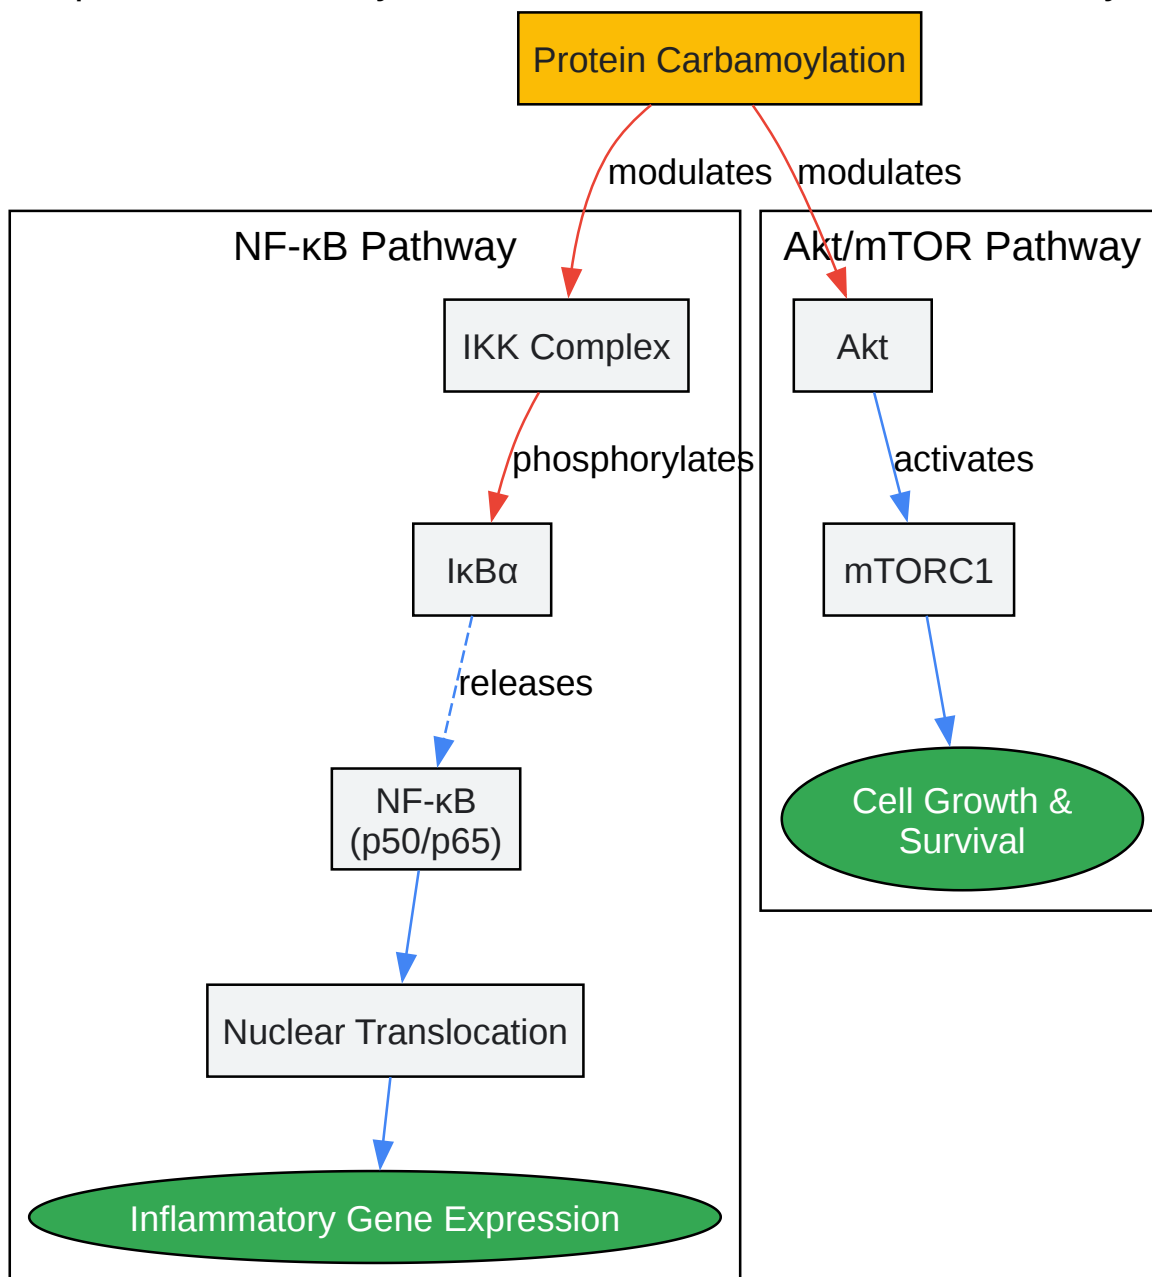 Protein Carbamoylation
modulates
modulates
NF-κB Pathway
Akt/mTOR Pathway
IKK Complex
Akt
phosphorylates
activates
IκBα
mTORC1
releases
NF-κB
(p50/p65)
Cell Growth &
Survival
Nuclear Translocation
Inflammatory Gene Expression